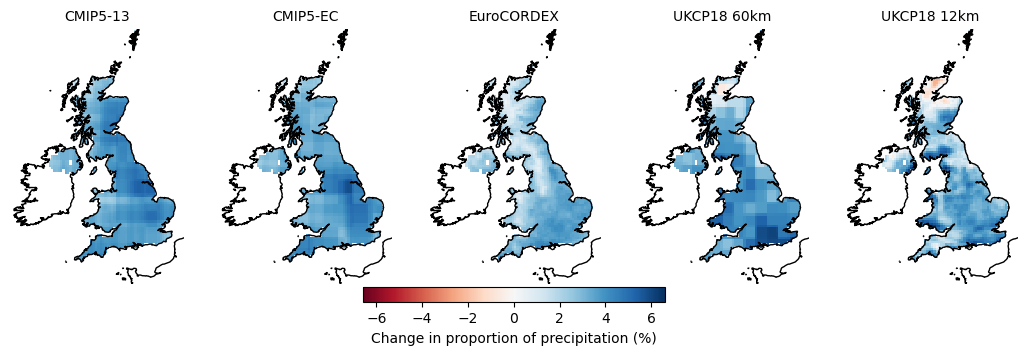 CMIP5-13 CMIP5-EC EuroCORDEX UKCP18 60km UKCP18 12km
−6 −4 −2 0 2 4 6
Change in proportion of precipitation (%)